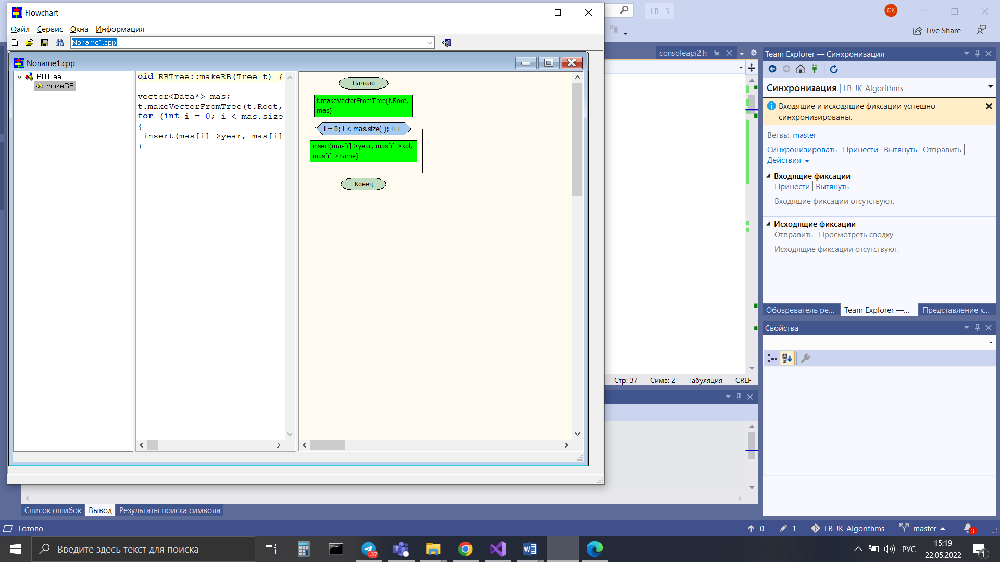 Flowchart
Файл Сервис Окна Информация
Noname1.cpp
Noname1.cpp
RBTree
makeRB
oid RBTree::makeRB(Tree t) {
vector<Data*> mas;
t.makeVectorFromTree(t.Root,
for (int i = 0; i < mas.size
{
insert(mas[i]->year, mas[i]-
}
Начало
t.makeVectorFromTree(t.Root,
mas)
i = 0; i < mas.size( ); i++
insert(mas[i]->year, mas[i]->kol,
mas[i]->name)
Конец
LB__3
ЄК
Live Share
consoleapi2.h
Team Explorer — Синхронизация
Синхронизация | LB_JK_Algorithms
Входящие и исходящие фиксации успешно
синхронизированы.
Ветвь: master
Синхронизировать | Принести | Вытянуть | Отправить |
Действия
Входящие фиксации
Принести | Вытянуть
Входящие фиксации отсутствуют.
Исходящие фиксации
Отправить | Просмотреть сводку
Исходящие фиксации отсутствуют.
Обозреватель ре... Team Explorer —... Представление к...
Свойства
Стр: 37 Симв: 2 Табуляция CRLF
Список ошибок Вывод Результаты поиска символа
Готово
0 1 LB_JK_Algorithms master 3
Введите здесь текст для поиска
..37
РУС
15:19
22.05.2022
1